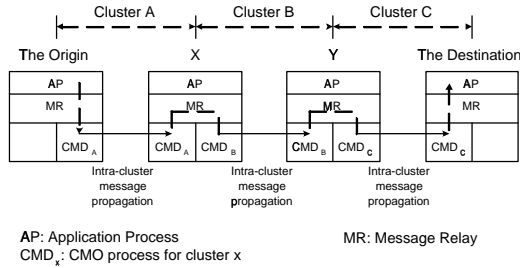 Cluster A Cluster B Cluster C
The Origin X Y The Destination
AP AP AP AP
MR MR MR MR
CMD A CMD A CMD B CMD B CMD C CMD C
Intra-cluster message propagation
Intra-cluster message propagation
Intra-cluster message propagation
AP: Application Process MR: Message Relay
CMDx: CMO process for cluster x